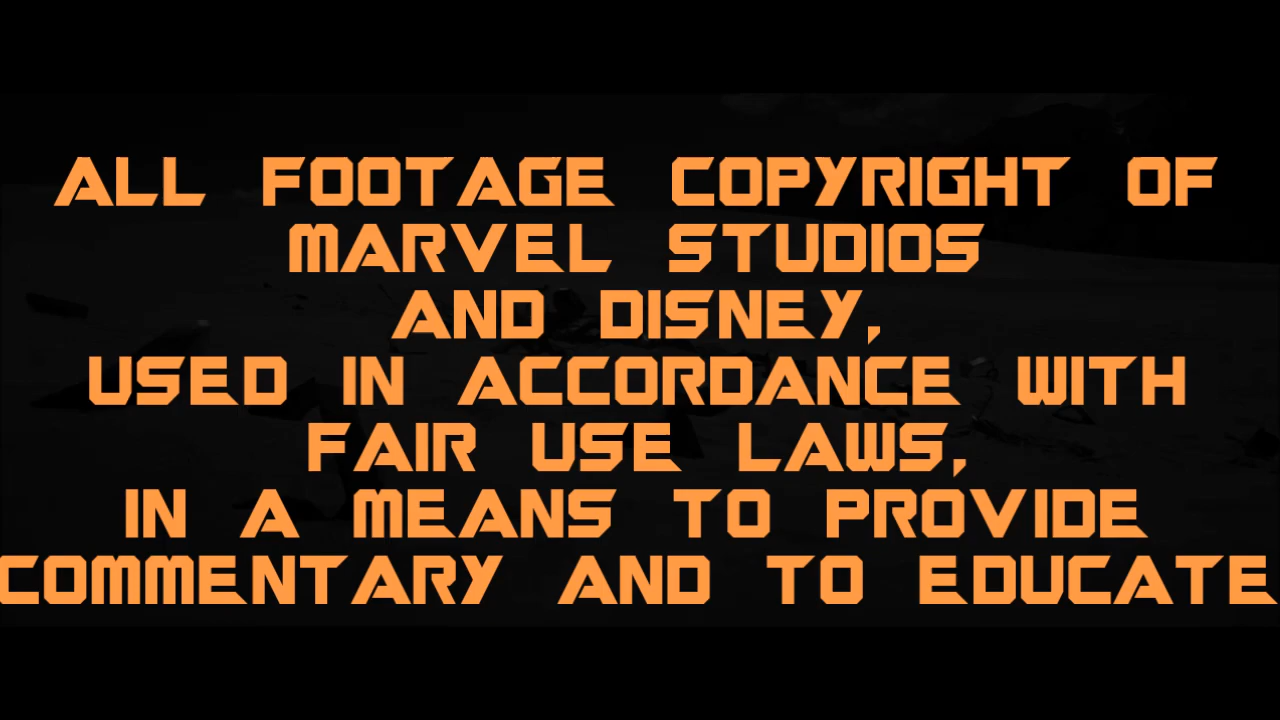 ALL FOOTAGE COPYRIGHT OF
MARVEL STUDIOS
AND DISNEY,
USED IN ACCORDANCE WITH
FAIR USE LAWS,
IN A MEANS TO PROVIDE
COMMENTARY AND TO EDUCATE